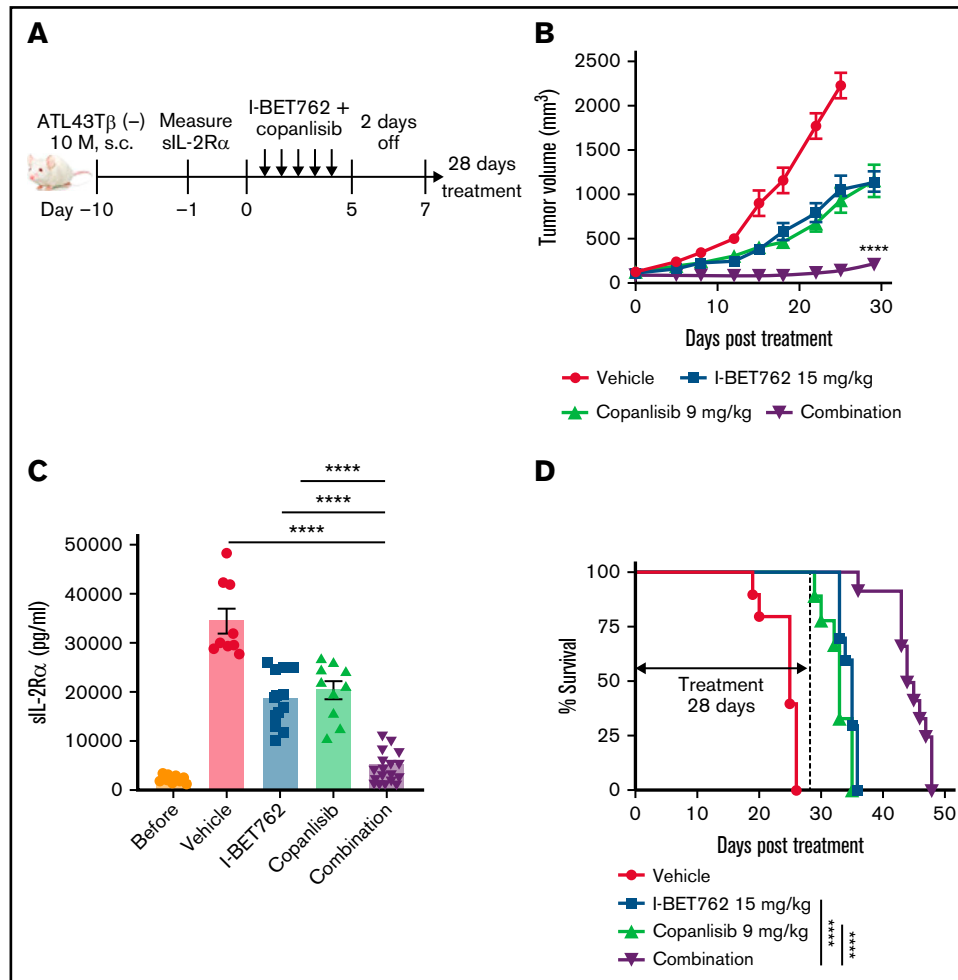 A
ATL43Tβ (–)
10 M, s.c.
Measure
sIL-2Rα
I-BET762 +
copanlisib
2 days
off
28 days
treatment
Day –10
–1
0
5
7
B
Tumor volume (mm³)
2500
2000
1500
1000
500
0
****
0
10
20
30
Days post treatment
Vehicle
I-BET762 15 mg/kg
Copanlisib 9 mg/kg
Combination
C
****
****
****
sIL-2Rα (pg/ml)
50000
40000
30000
20000
10000
0
Before
Vehicle
I-BET762
Copanlisib
Combination
D
% Survival
100
75
50
25
0
Treatment
28 days
0
10
20
30
40
50
Days post treatment
Vehicle
I-BET762 15 mg/kg
Copanlisib 9 mg/kg
Combination
****
****